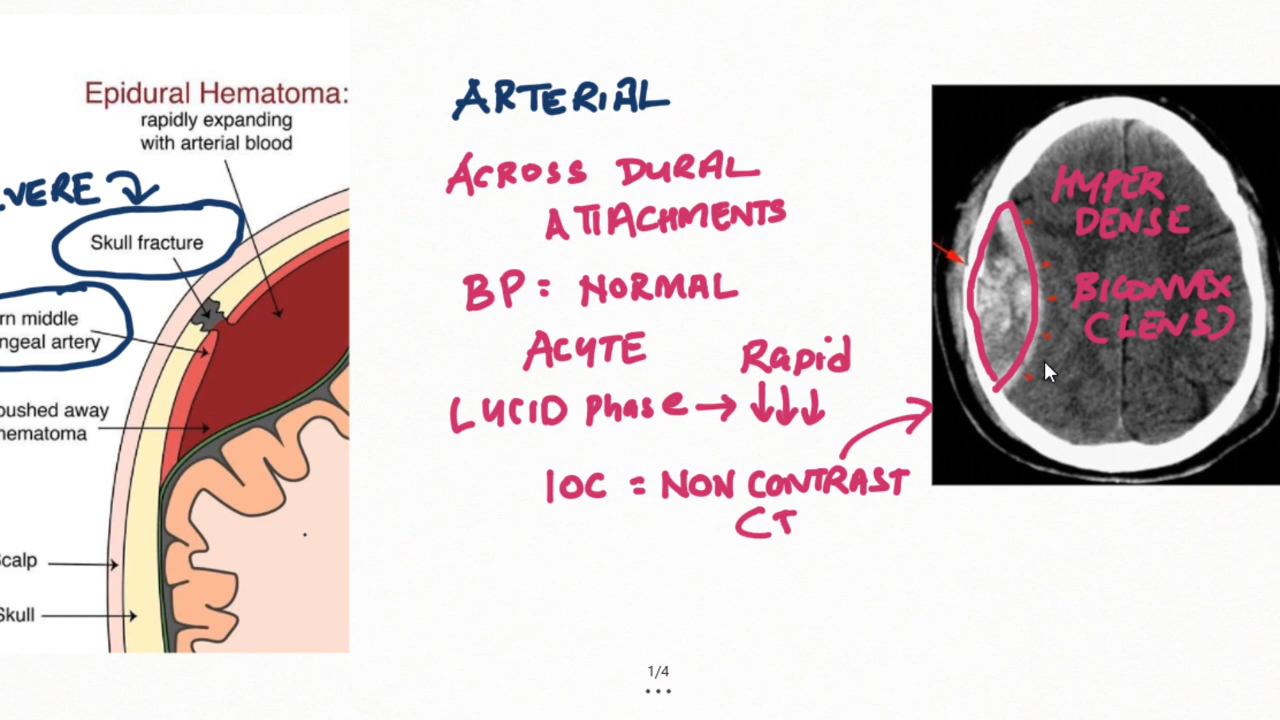 Epidural Hematoma:
rapidly expanding
with arterial blood
VERE
Skull fracture
rn middle
ngeal artery
pushed away
hematoma
Scalp
Skull
ARTERIAL
ACROSS DURAL
ATTACHMENTS
BP = NORMAL
ACUTE
LUCID phase → Rapid ↓↓↓
IOC = NON CONTRAST
CT
HYPER
DENSE
BICONVEX
(LENS)
1/4